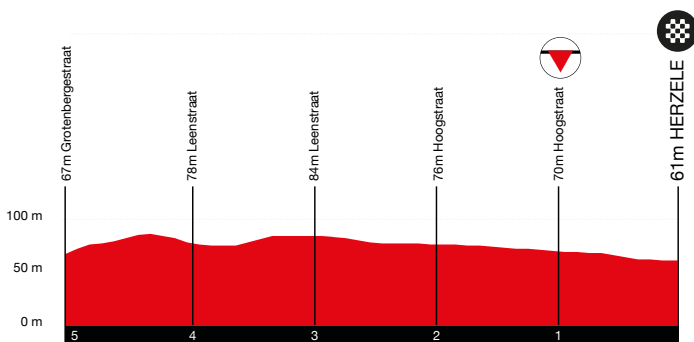 67m Grotenbergestraat
78m Leenstraat
84m Leenstraat
76m Hoogstraat
70m Hoogstraat
61m HERZELE
100 m
50 m
0 m
5 4 3 2 1